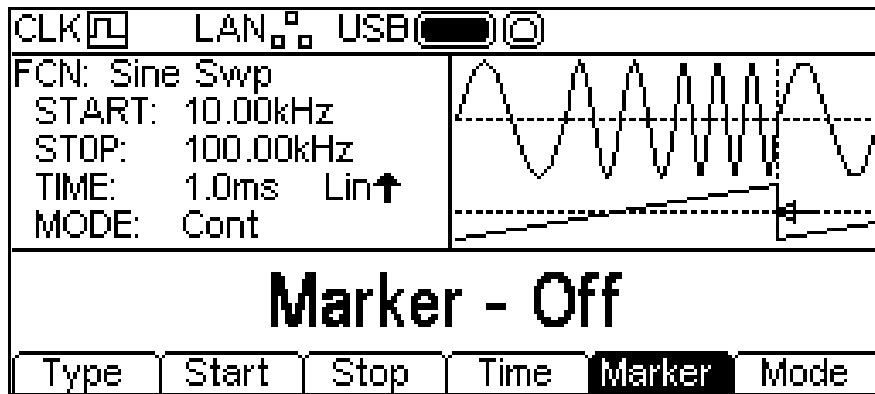 CLK LAN USB
FCN: Sine Swp
START: 10.00kHz
STOP: 100.00kHz
TIME: 1.0ms Lin
MODE: Cont
Marker - Off
Type Start Stop Time Marker Mode